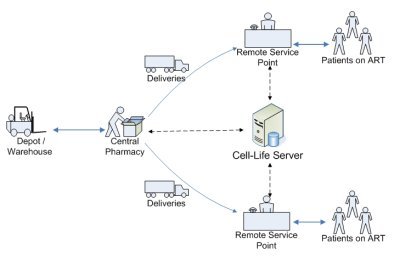 Deliveries
Remote Service
Point
Patients on ART
Depot /
Warehouse
Central
Pharmacy
Cell-Life Server
Deliveries
Remote Service
Point
Patients on ART